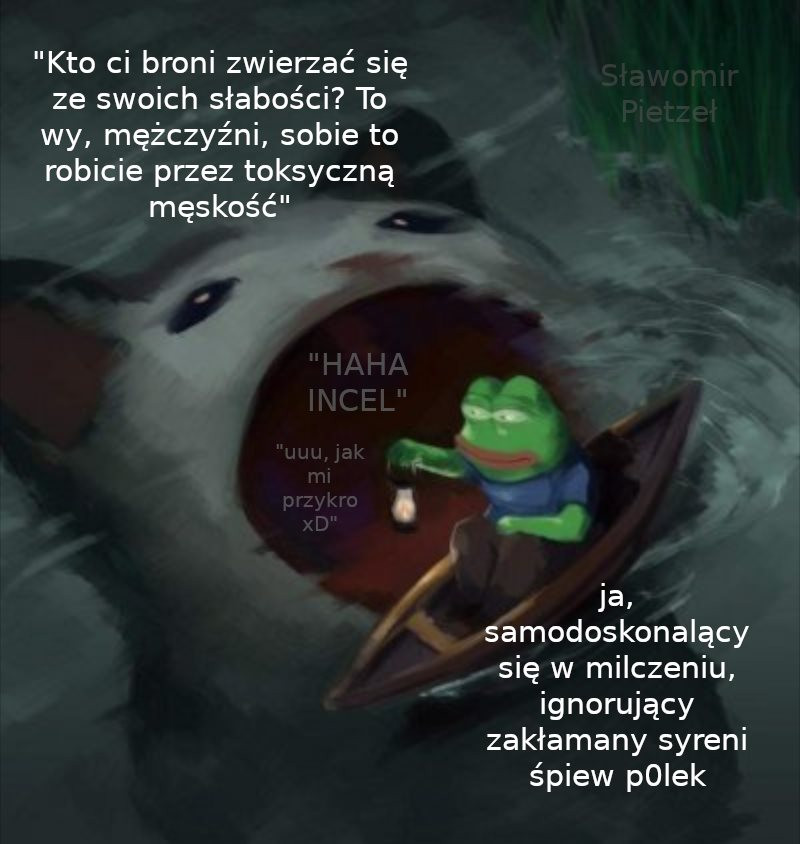 "Kto ci broni zwierzać się
ze swoich słabości? To
wy, mężczyźni, sobie to
robicie przez toksyczną
męskość"
Sławomir
Pietzeł
"HAHA
INCEL"
"uuu, jak
mi
przykro
xD"
ja,
samodoskonalący
się w milczeniu,
ignorujący
zakłamany syreni
śpiew p0lek